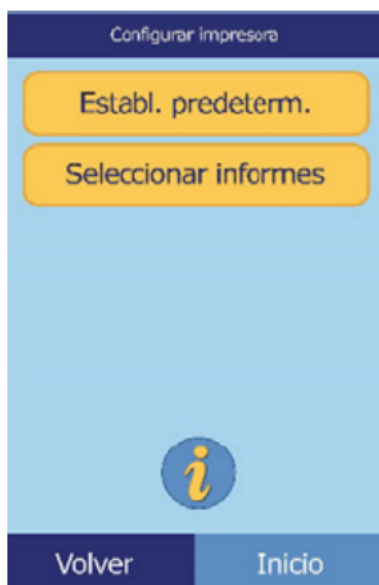 Configurar impresora
Establ. predeterm.
Seleccionar informes
i
Volver Inicio